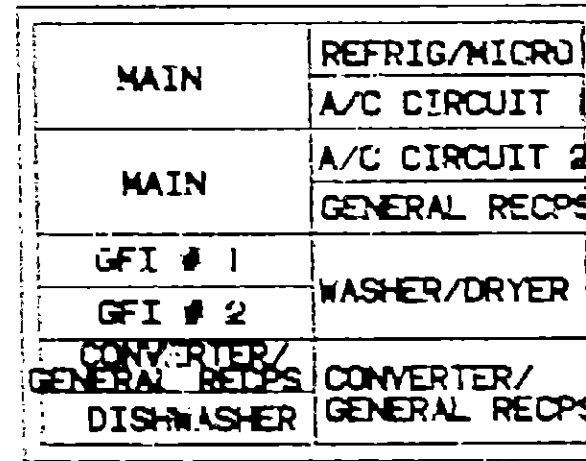 MAIN
REFRIG/MICRO
A/C CIRCUIT 1
MAIN
A/C CIRCUIT 2
GENERAL RECPS
GFI # 1
GFI # 2
WASHER/DRYER
CONVERTER/
GENERAL RECPS
DISHWASHER
CONVERTER/
GENERAL RECPS